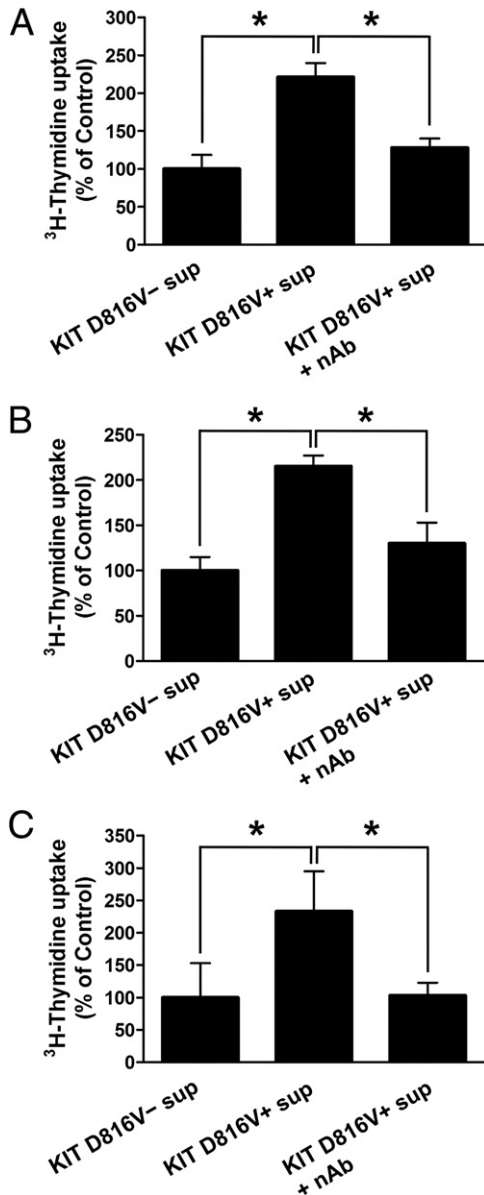 A
³H-Thymidine uptake
(% of Control)
300
250
200
150
100
50
0
*
*
KIT D816V− sup
KIT D816V+ sup
KIT D816V+ sup
+ nAb
B
³H-Thymidine uptake
(% of Control)
250
200
150
100
50
0
*
*
KIT D816V− sup
KIT D816V+ sup
KIT D816V+ sup
+ nAb
C
³H-Thymidine uptake
(% of Control)
350
300
250
200
150
100
50
0
*
*
KIT D816V− sup
KIT D816V+ sup
KIT D816V+ sup
+ nAb